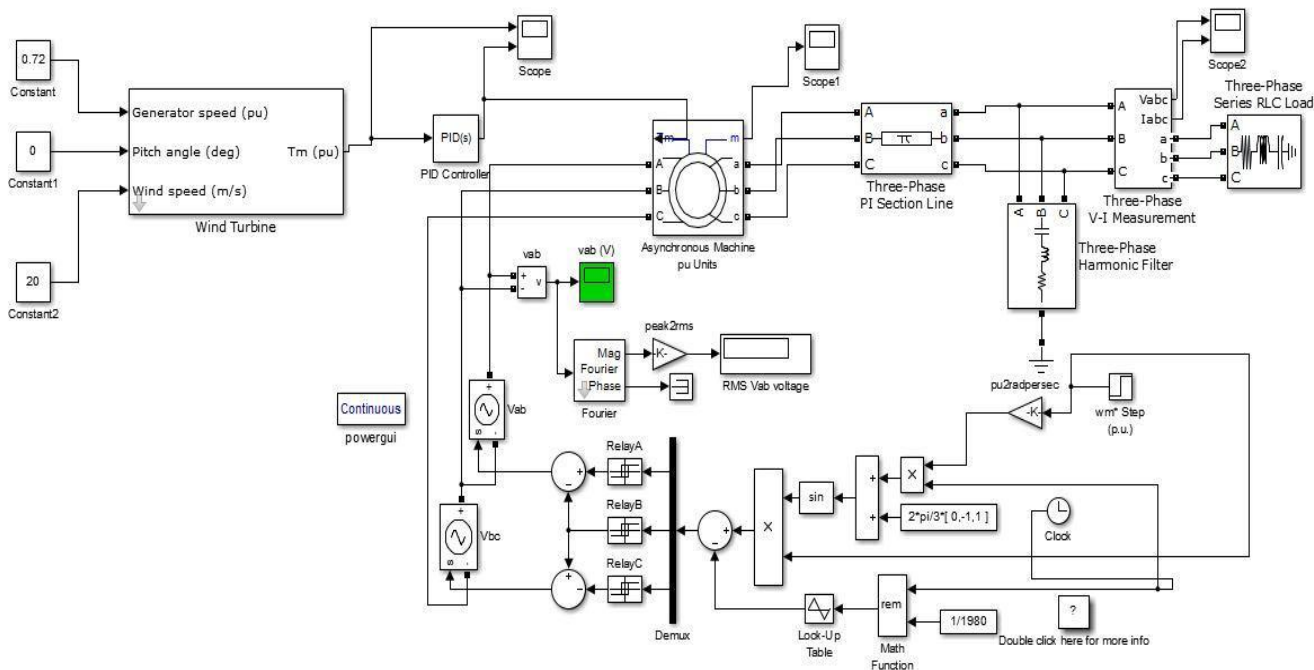 0.72
Constant
0
Constant1
20
Constant2
Generator speed (pu)
Pitch angle (deg)
Wind speed (m/s)
Tm (pu)
Wind Turbine
PID(s)
PID Controller
Scope
Scope1
Tm
m
A
B
C
a
b
c
Asynchronous Machine
pu Units
A
B
C
a
b
c
Three-Phase
PI Section Line
A
B
C
Vabc
Iabc
a
b
c
Three-Phase
V-I Measurement
Scope2
Three-Phase
Series RLC Load
A
B
C
A
B
C
Three-Phase
Harmonic Filter
vab
+
-
v
vab (V)
peak2rms
-K-
RMS Vab voltage
Mag
Fourier
Phase
Fourier
Continuous
powergui
+
s
-
Vab
+
s
-
Vbc
RelayA
RelayB
RelayC
+
−
+
−
Demux
+
−
X
sin
+
+
X
2*pi/3*[ 0,-1,1 ]
pu2radpersec
-K-
wm* Step
(p.u.)
Clock
Look-Up
Table
rem
Math
Function
1/1980
?
Double click here for more info